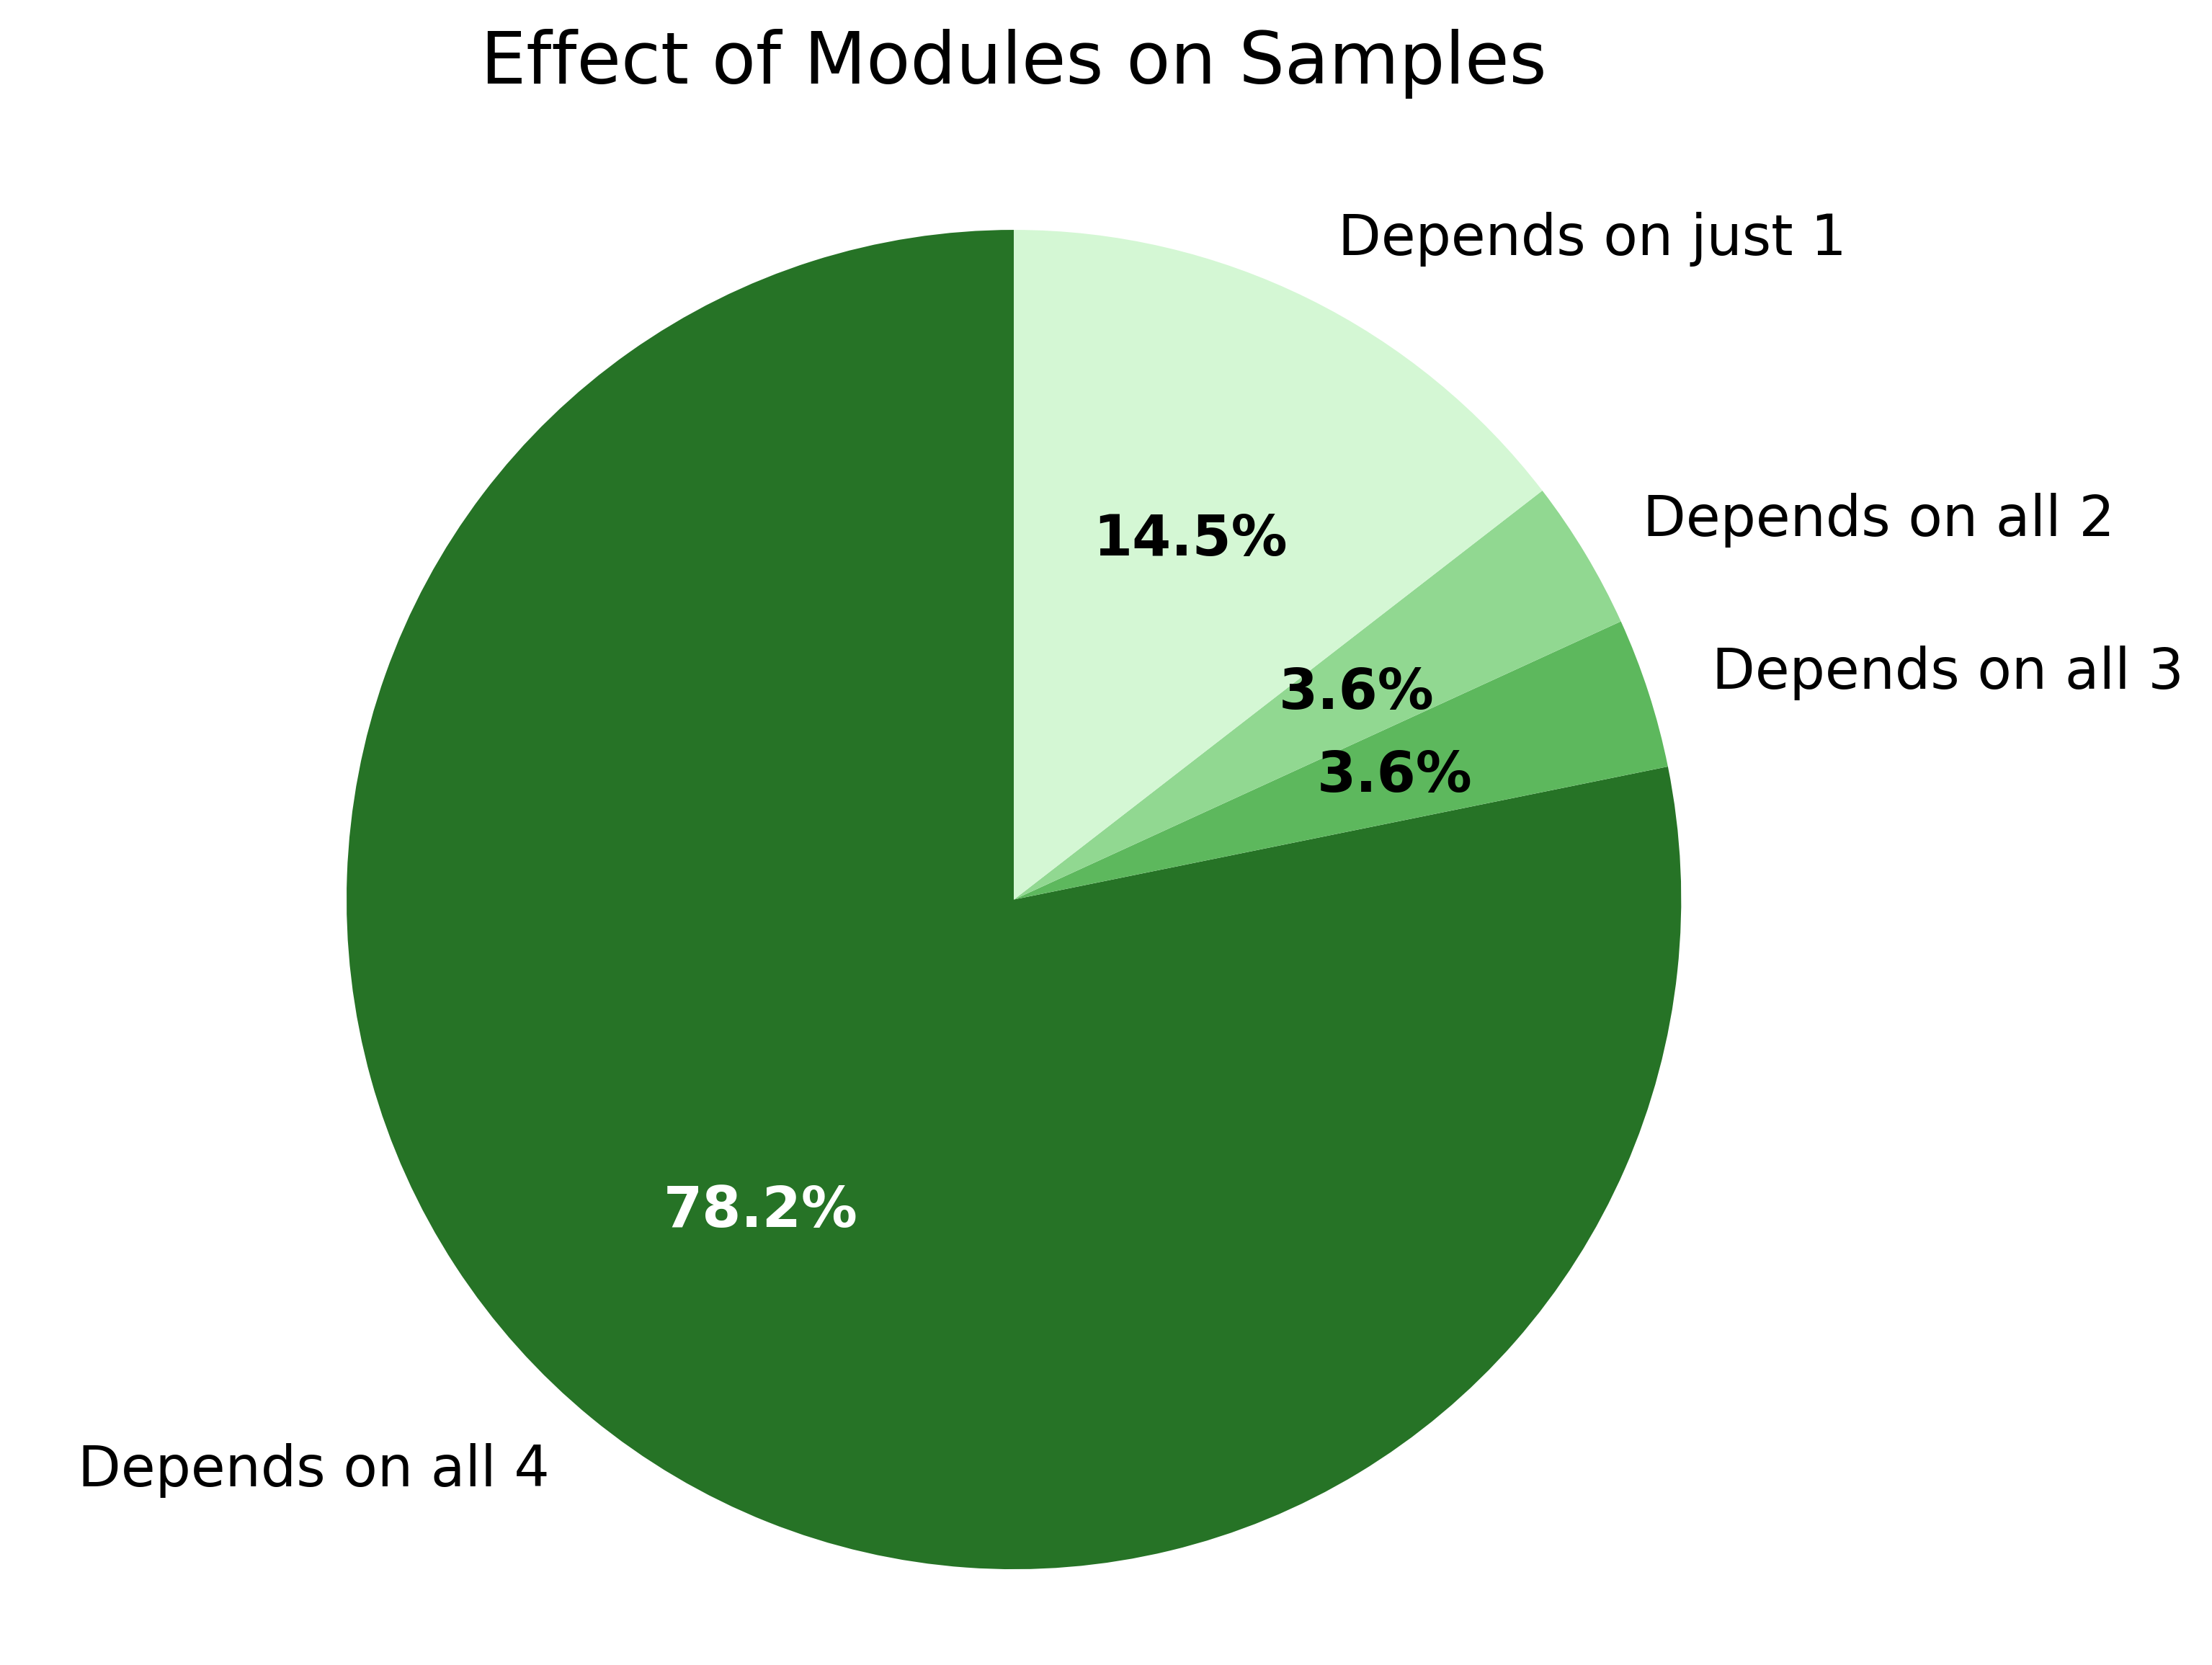 Effect of Modules on Samples
Depends on just 1
14.5%
Depends on all 2
3.6%
Depends on all 3
3.6%
78.2%
Depends on all 4